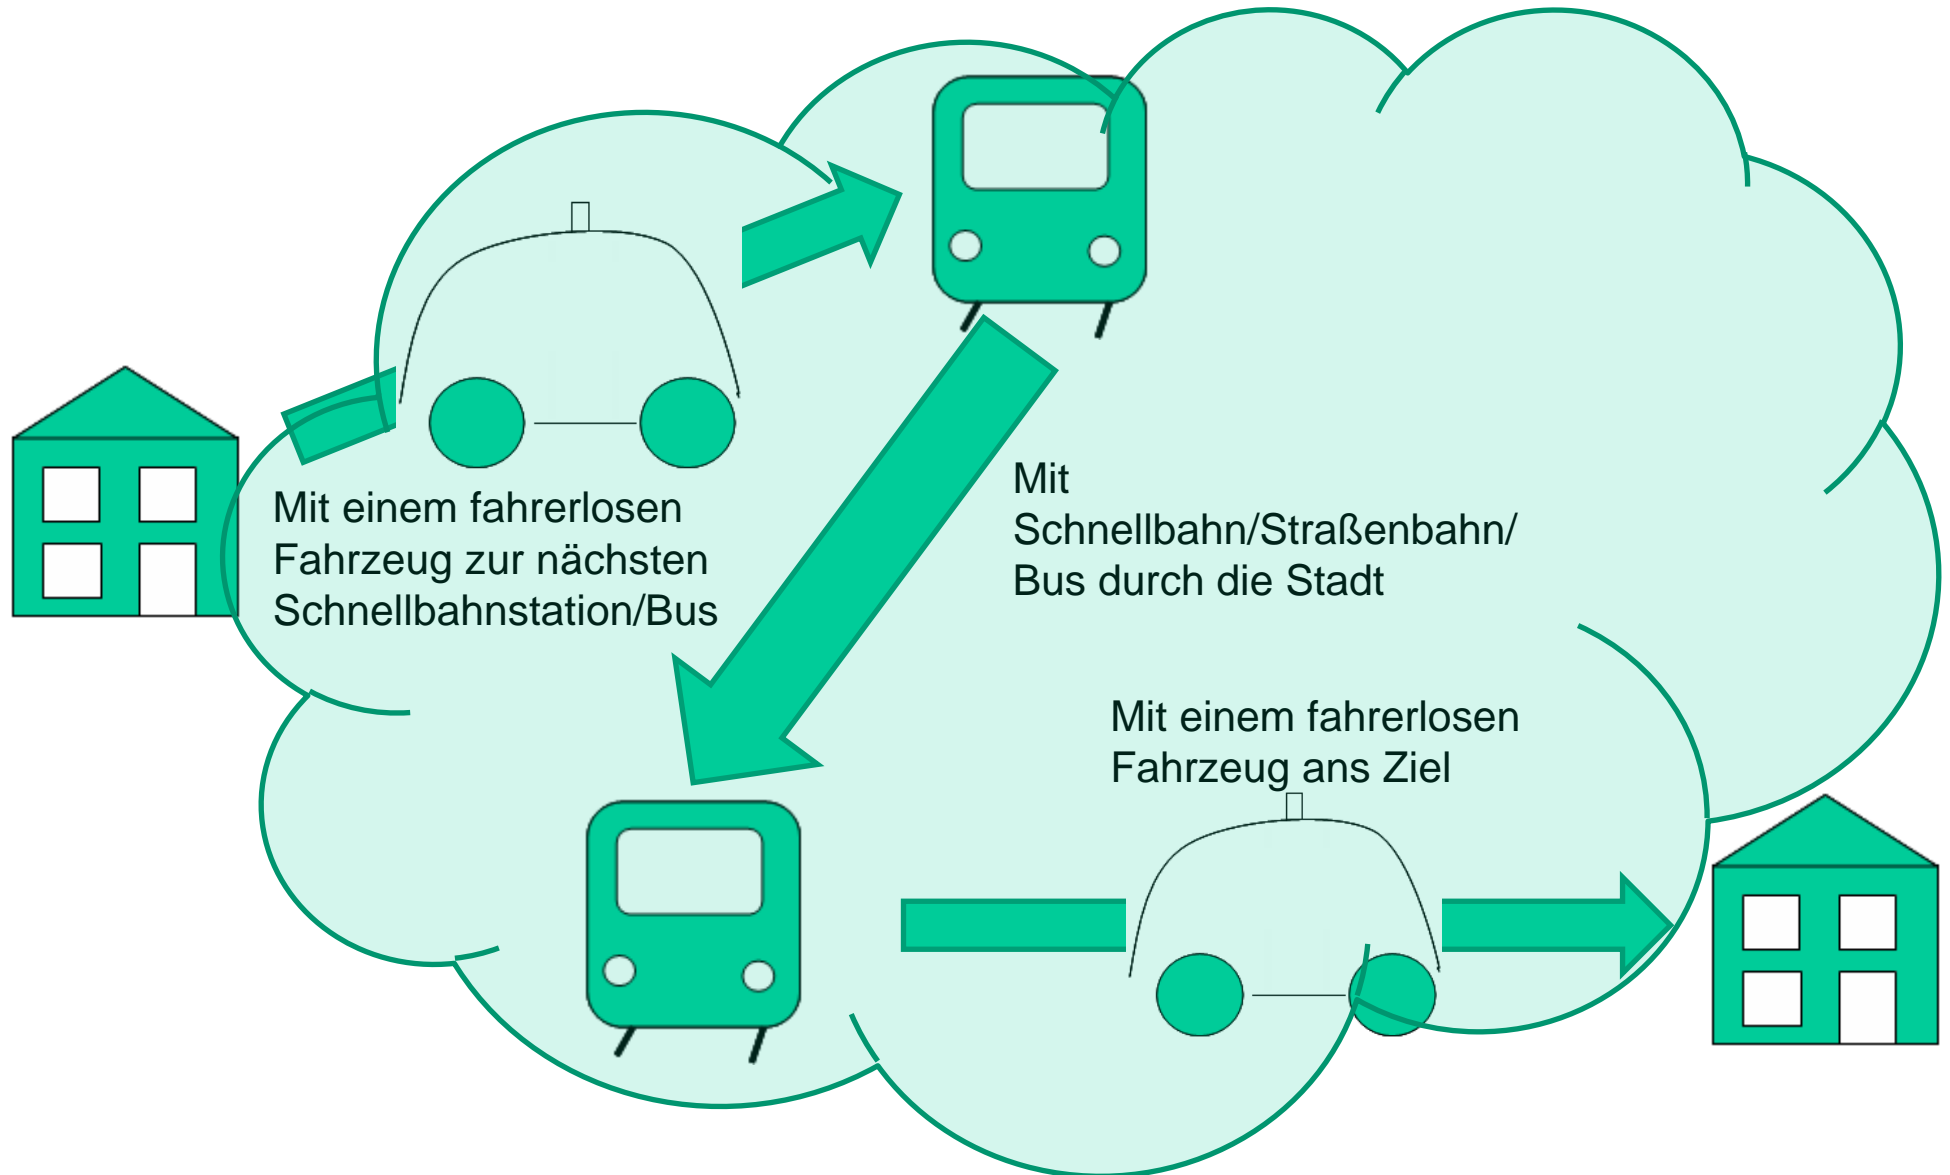 Mit einem fahrerlosen
Fahrzeug zur nächsten
Schnellbahnstation/Bus
Mit
Schnellbahn/Straßenbahn/
Bus durch die Stadt
Mit einem fahrerlosen
Fahrzeug ans Ziel